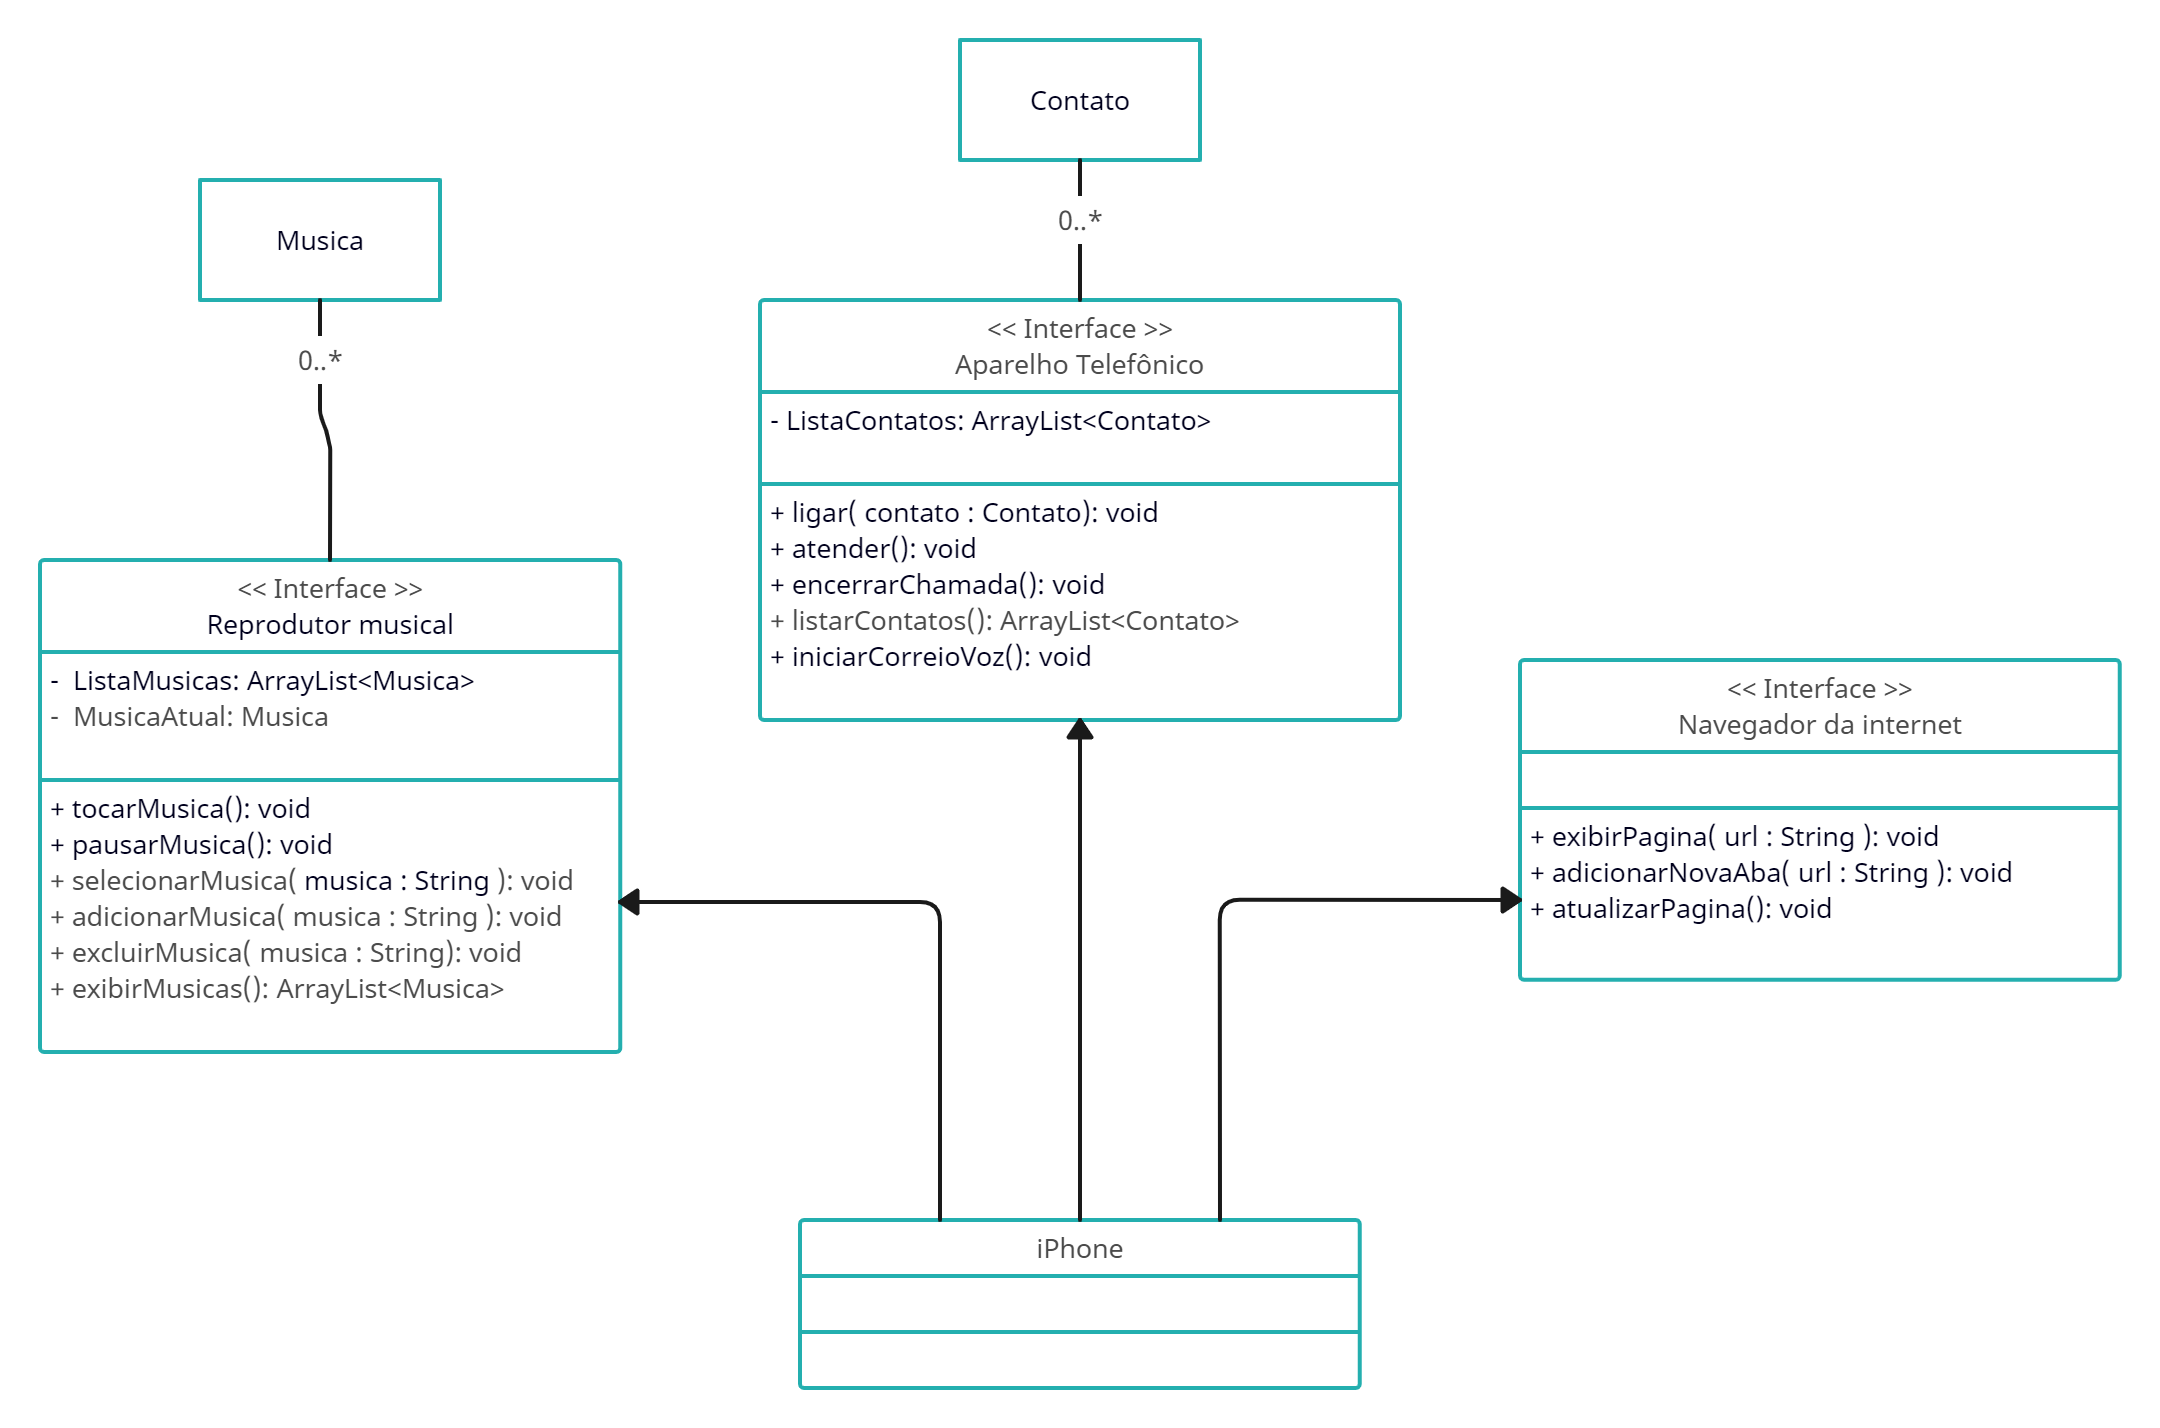 Contato
0..*
Musica
0..*
<< Interface >>
Aparelho Telefônico
- ListaContatos: ArrayList<Contato>
+ ligar( contato : Contato): void
+ atender(): void
+ encerrarChamada(): void
+ listarContatos(): ArrayList<Contato>
+ iniciarCorreioVoz(): void
<< Interface >>
Reprodutor musical
- ListaMusicas: ArrayList<Musica>
- MusicaAtual: Musica
+ tocarMusica(): void
+ pausarMusica(): void
+ selecionarMusica( musica : String ): void
+ adicionarMusica( musica : String ): void
+ excluirMusica( musica : String): void
+ exibirMusicas(): ArrayList<Musica>
<< Interface >>
Navegador da internet
+ exibirPagina( url : String ): void
+ adicionarNovaAba( url : String ): void
+ atualizarPagina(): void
iPhone